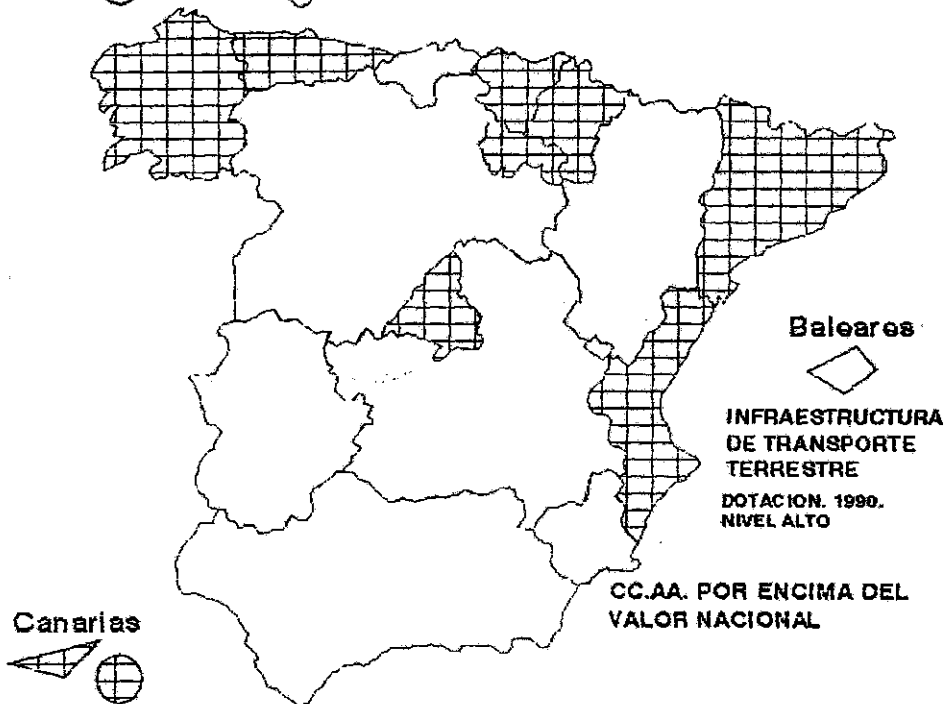 Baleares
INFRAESTRUCTURA
DE TRANSPORTE
TERRESTRE
DOTACION. 1990.
NIVEL ALTO
CC.AA. POR ENCIMA DEL
VALOR NACIONAL
Canarias